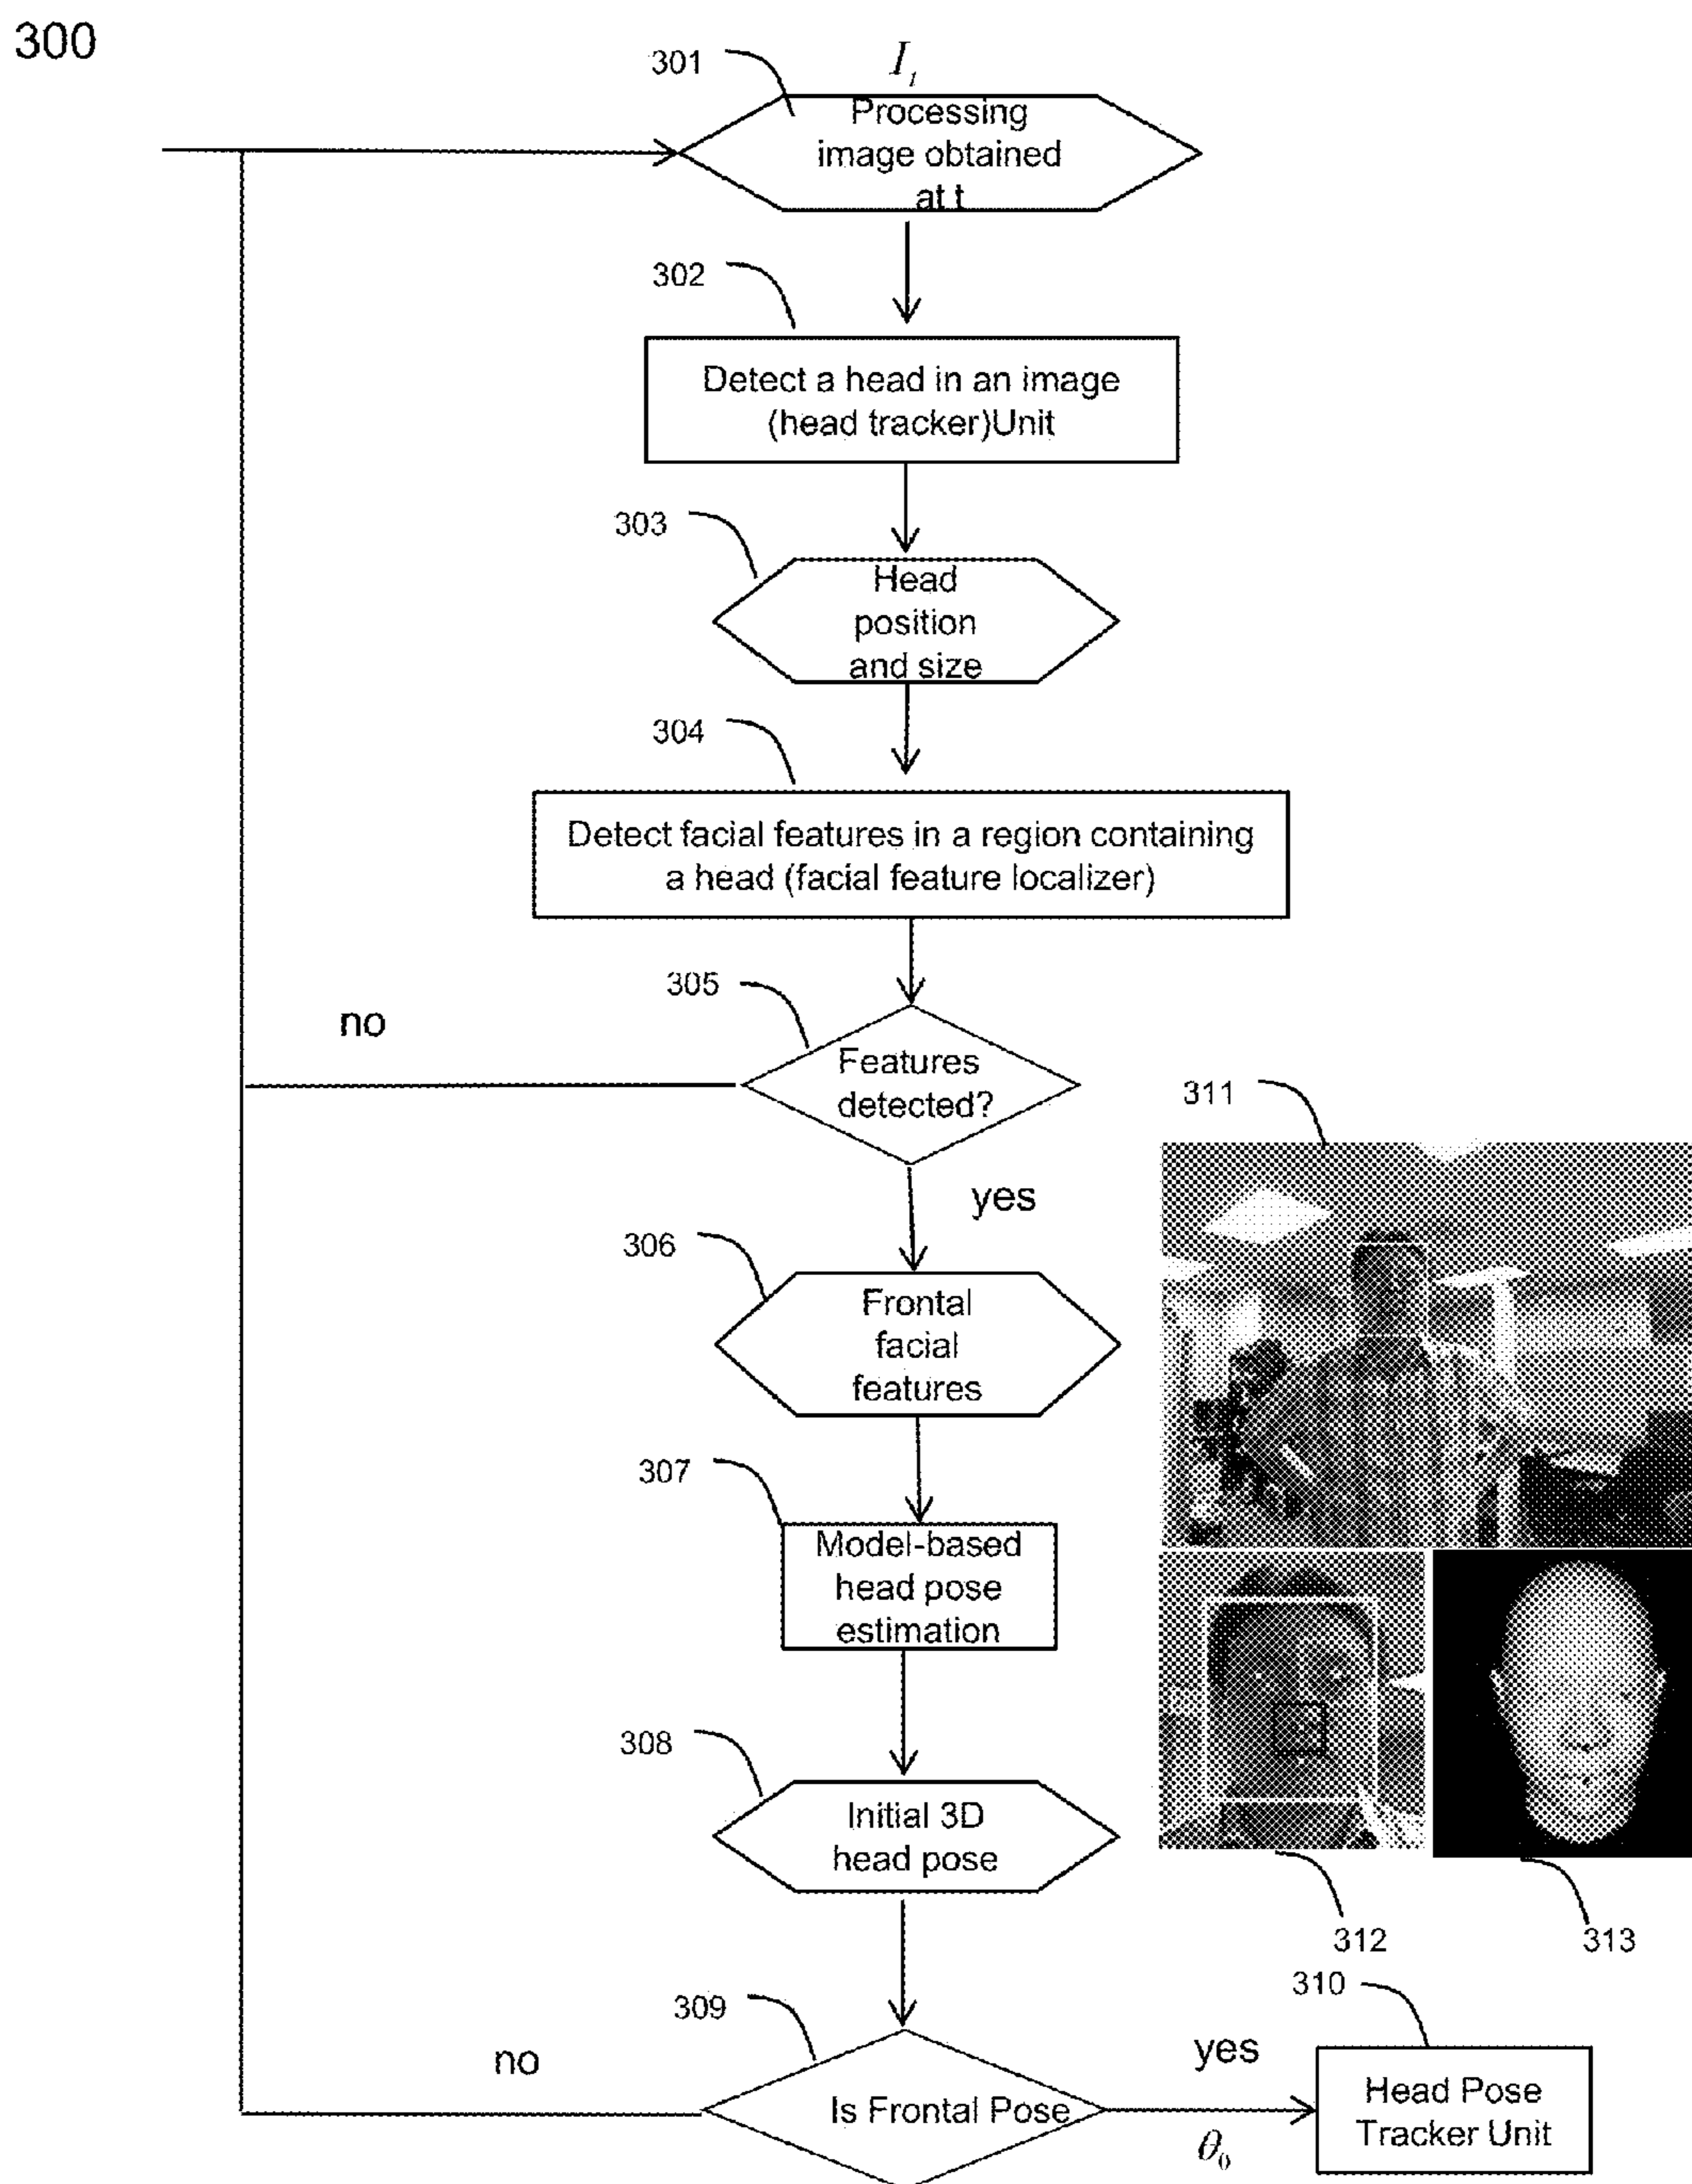 300
301
I_t
Processing
image obtained
at t
302
Detect a head in an image
(head tracker)Unit
303
Head
position
and size
304
Detect facial features in a region containing
a head (facial feature localizer)
305
no
Features
detected?
311
yes
306
Frontal
facial
features
307
Model-based
head pose
estimation
308
Initial 3D
head pose
312
313
310
309
no
yes
Is Frontal Pose
θ₀
Head Pose
Tracker Unit